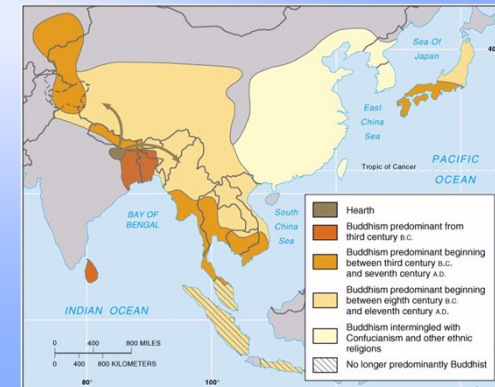 Sea Of
Japan
40
East
China
Sea
Tropic of Cancer
PACIFIC
OCEAN
BAY OF
BENGAL
South
China
Sea
INDIAN OCEAN
0 400 800 MILES
0 400 800 KILOMETERS
80°
100°
Hearth
Buddhism predominant from
third century B.C.
Buddhism predominant beginning
between third century B.C.
and seventh century A.D.
Buddhism predominant beginning
between eighth century B.C.
and eleventh century A.D.
Buddhism intermingled with
Confucianism and other ethnic
religions
No longer predominantly Buddhist